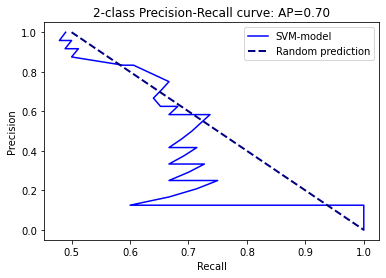 2-class Precision-Recall curve: AP=0.70
SVM-model
Random prediction
Precision
1.0
0.8
0.6
0.4
0.2
0.0
0.5
0.6
0.7
0.8
0.9
1.0
Recall